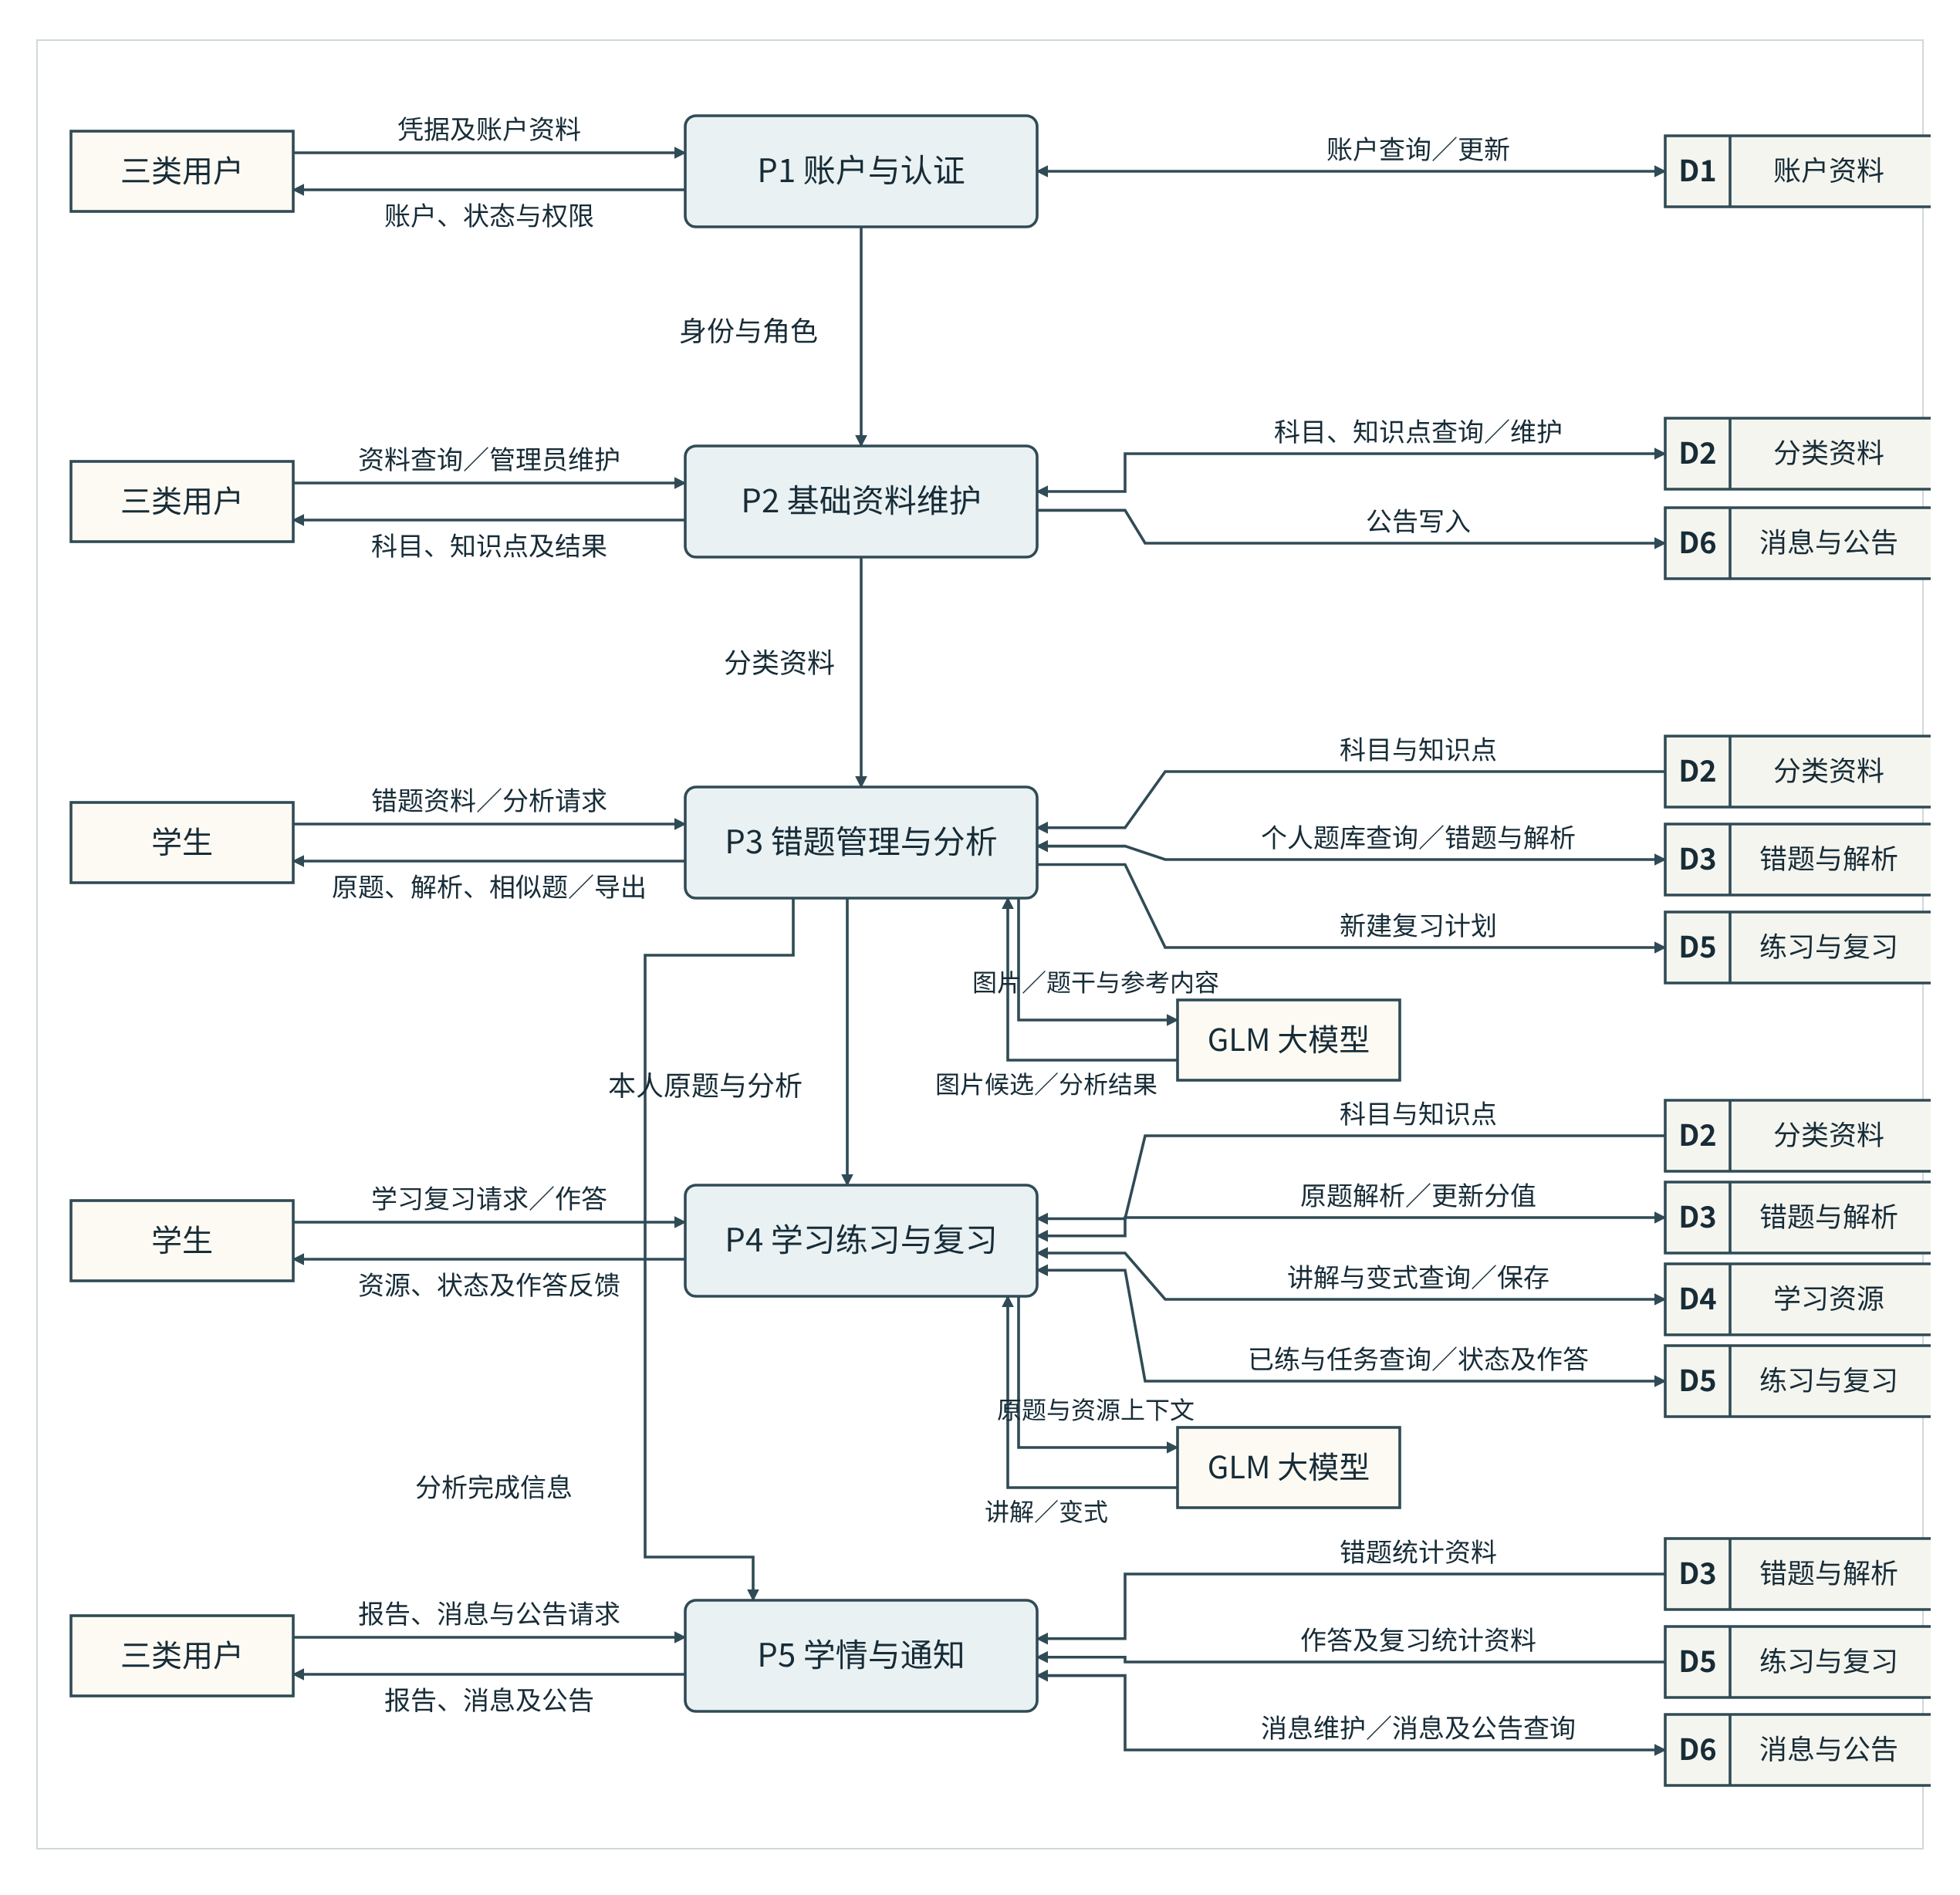 凭据及账户资料
三类用户
P1 账户与认证
账户查询／更新
D1 账户资料
账户、状态与权限
身份与角色
资料查询／管理员维护
三类用户
科目、知识点及结果
P2 基础资料维护
科目、知识点查询／维护
D2 分类资料
公告写入
D6 消息与公告
分类资料
错题资料／分析请求
学生
原题、解析、相似题／导出
P3 错题管理与分析
科目与知识点
D2 分类资料
个人题库查询／错题与解析
D3 错题与解析
新建复习计划
D5 练习与复习
图片／题干与参考内容
GLM 大模型
图片候选／分析结果
本人原题与分析
学习复习请求／作答
学生
资源、状态及作答反馈
P4 学习练习与复习
科目与知识点
D2 分类资料
原题解析／更新分值
D3 错题与解析
讲解与变式查询／保存
D4 学习资源
已练与任务查询／状态及作答
D5 练习与复习
原题与资源上下文
GLM 大模型
讲解／变式
分析完成信息
报告、消息与公告请求
三类用户
报告、消息及公告
P5 学情与通知
错题统计资料
D3 错题与解析
作答及复习统计资料
D5 练习与复习
消息维护／消息及公告查询
D6 消息与公告